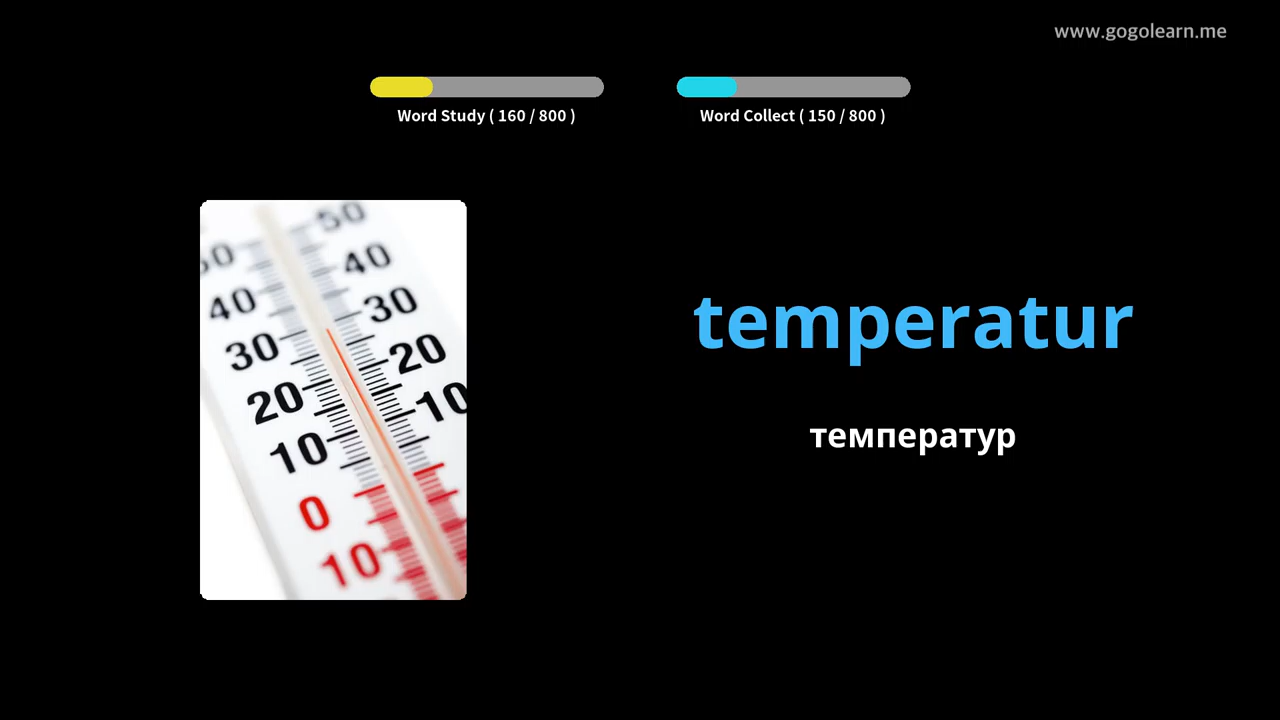 www.gogolearn.me
Word Study ( 160 / 800 )
Word Collect ( 150 / 800 )
50
40
40
30
30
20
20
10
10
0
10
temperatur
температур